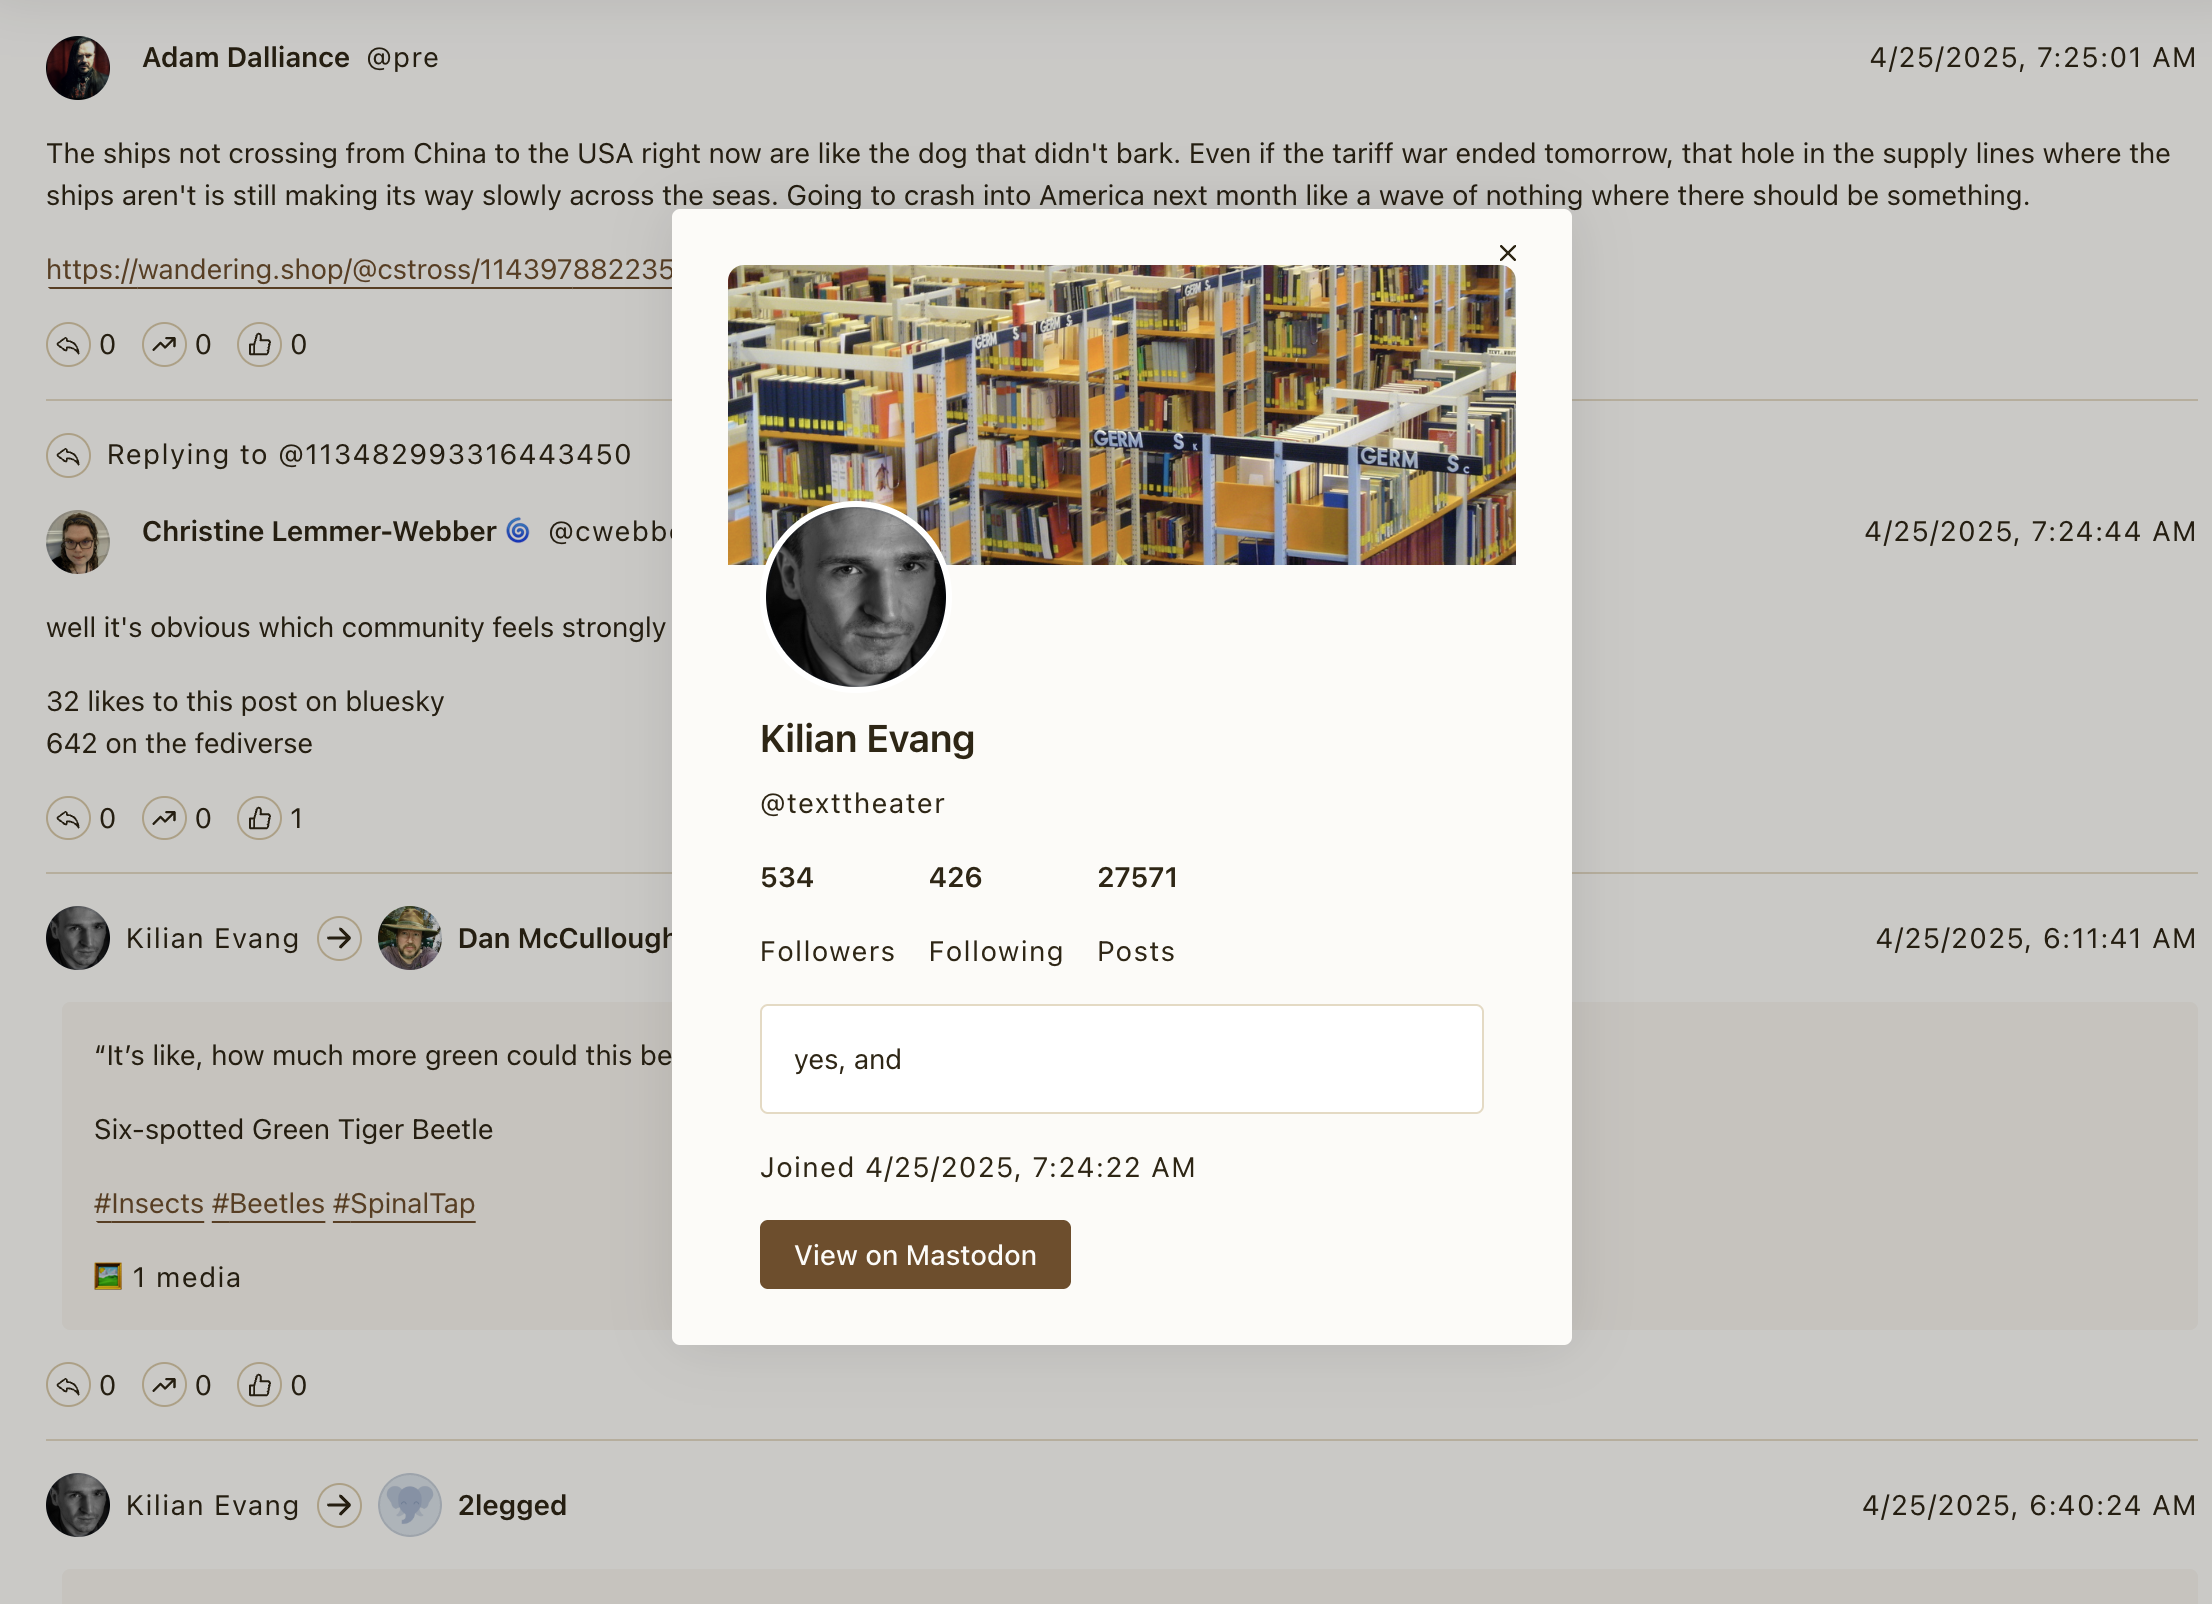 Adam Dalliance @pre 4/25/2025, 7:25:01 AM
The ships not crossing from China to the USA right now are like the dog that didn't bark. Even if the tariff war ended tomorrow, that hole in the supply lines where the
ships aren't is still making its way slowly across the seas. Going to crash into America next month like a wave of nothing where there should be something.
https://wandering.shop/@cstross/114397882235
0 0 0
Replying to @113482993316443450
Christine Lemmer-Webber @cwebb 4/25/2025, 7:24:44 AM
well it's obvious which community feels strongly
32 likes to this post on bluesky
642 on the fediverse
0 0 1
Kilian Evang Dan McCullough 4/25/2025, 6:11:41 AM
“It’s like, how much more green could this be
Six-spotted Green Tiger Beetle
#Insects #Beetles #SpinalTap
1 media
0 0 0
Kilian Evang 2legged 4/25/2025, 6:40:24 AM
GERM S
GERM S
GERM S
GERM S K
GERM S C
Kilian Evang
@texttheater
534 426 27571
Followers Following Posts
yes, and
Joined 4/25/2025, 7:24:22 AM
View on Mastodon